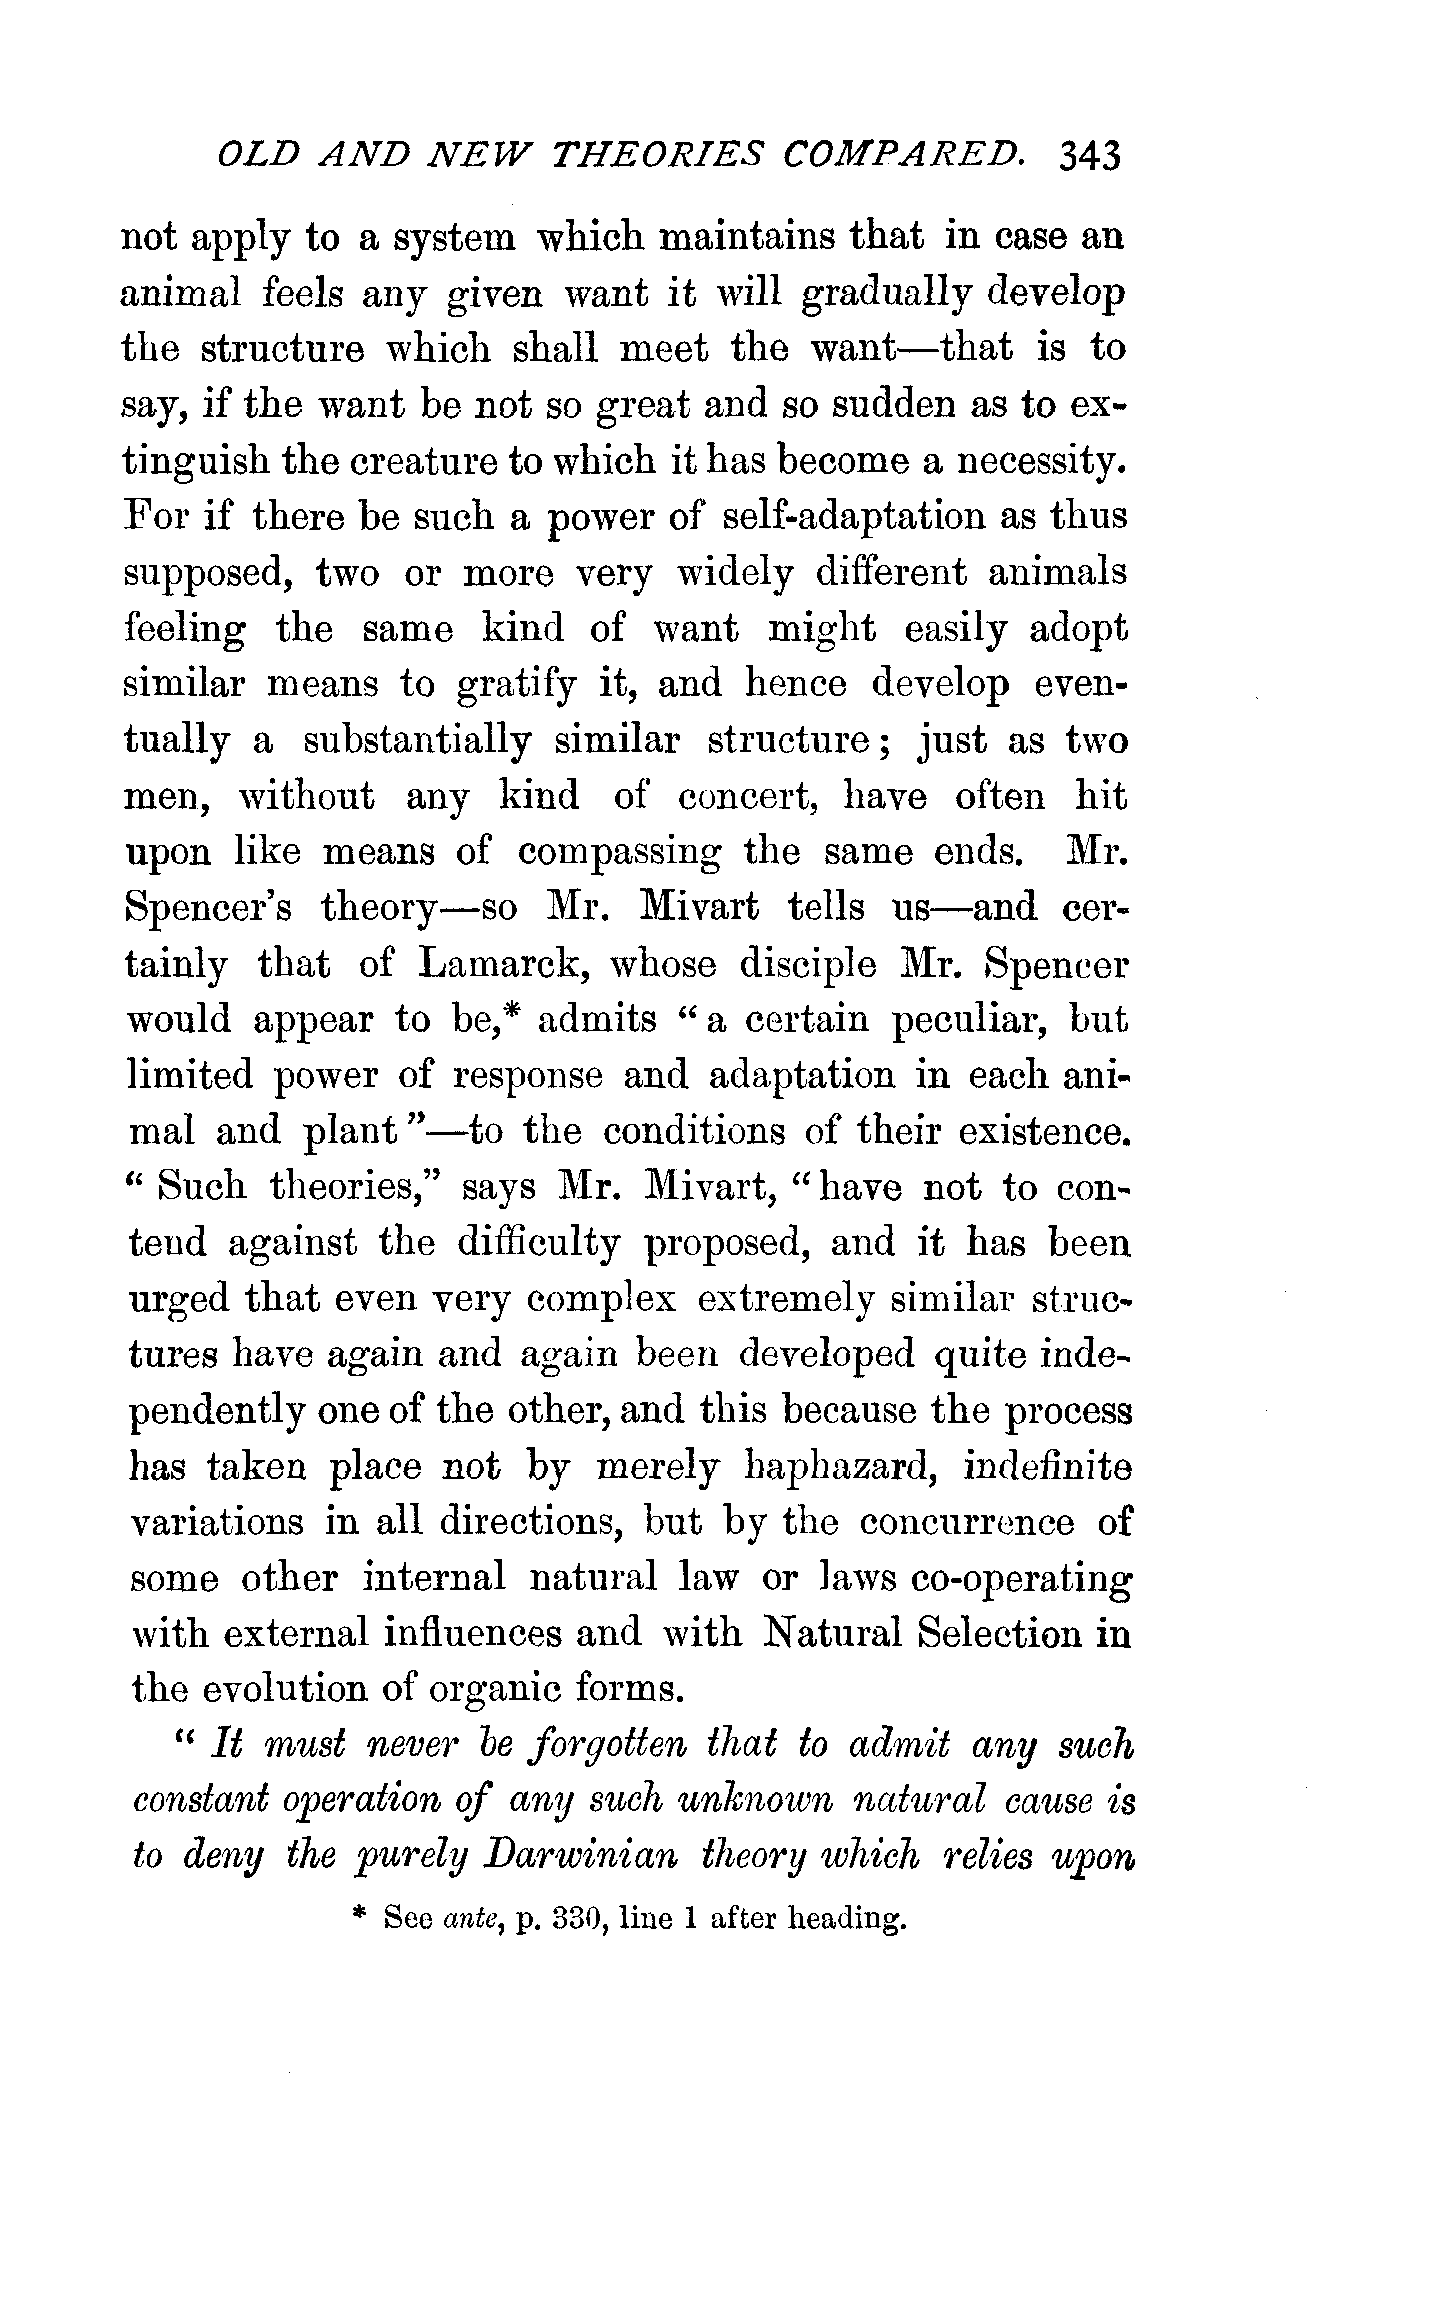 OLD AND NEW THEORIES COMPARED. 343
not apply to a system which maintains that in case an
animal feels any given want it will gradually develop
the structure which shall meet the want—that is to
say, if the want be not so great and so sudden as to ex-
tinguish the creature to which it has become a necessity.
For if there be such a power of self-adaptation as thus
supposed, two or more very widely different animals
feeling the same kind of want might easily adopt
similar means to gratify it, and hence develop even-
tually a substantially similar structure; just as two
men, without any kind of concert, have often hit
upon like means of compassing the same ends. Mr.
Spencer's theory—so Mr. Mivart tells us—and cer-
tainly that of Lamarck, whose disciple Mr. Spencer
would appear to be,* admits "a certain peculiar, but
limited power of response and adaptation in each ani-
mal and plant"—to the conditions of their existence.
"Such theories," says Mr. Mivart, "have not to con-
tend against the difficulty proposed, and it has been
urged that even very complex extremely similar struc-
tures have again and again been developed quite inde-
pendently one of the other, and this because the process
has taken place not by merely haphazard, indefinite
variations in all directions, but by the concurrence of
some other internal natural law or laws co-operating
with external influences and with Natural Selection in
the evolution of organic forms.
"It must never be forgotten that to admit any such
constant operation of any such unknown natural cause is
to deny the purely Darwinian theory which relies upon
* See ante, p. 330, line 1 after heading.